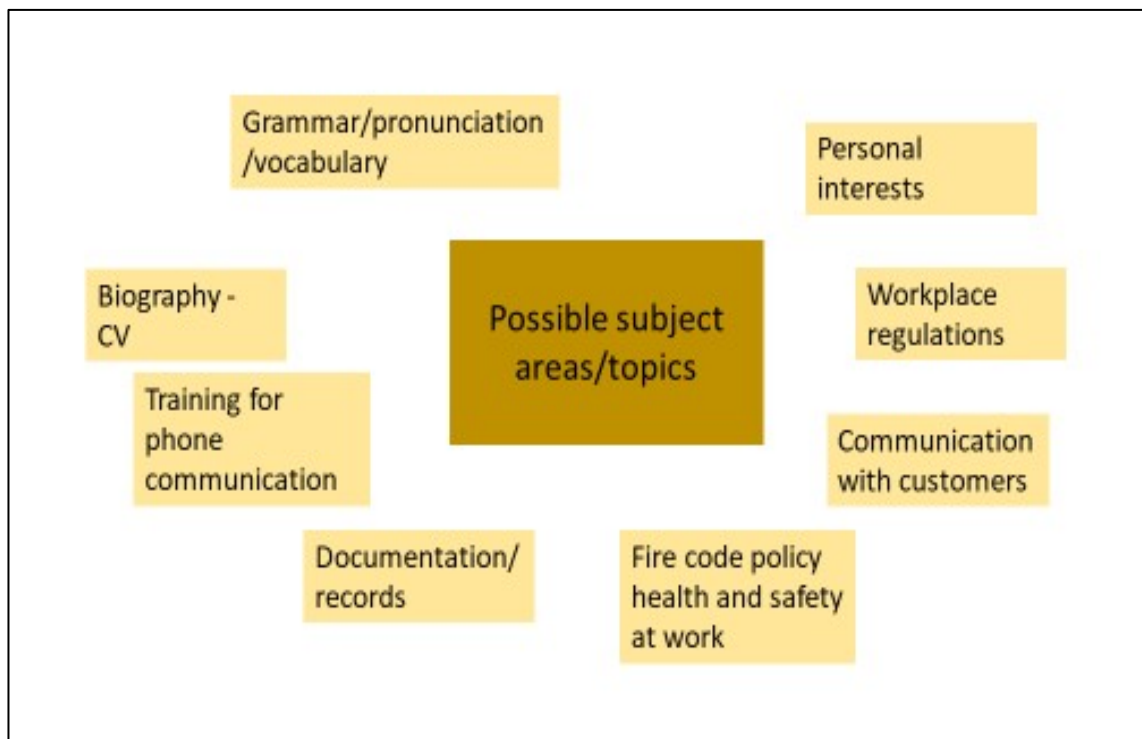 Grammar/pronunciation
/vocabulary
Personal
interests
Possible subject
areas/topics
Biography -
CV
Workplace
regulations
Training for
phone
communication
Communication
with customers
Documentation/
records
Fire code policy
health and safety
at work